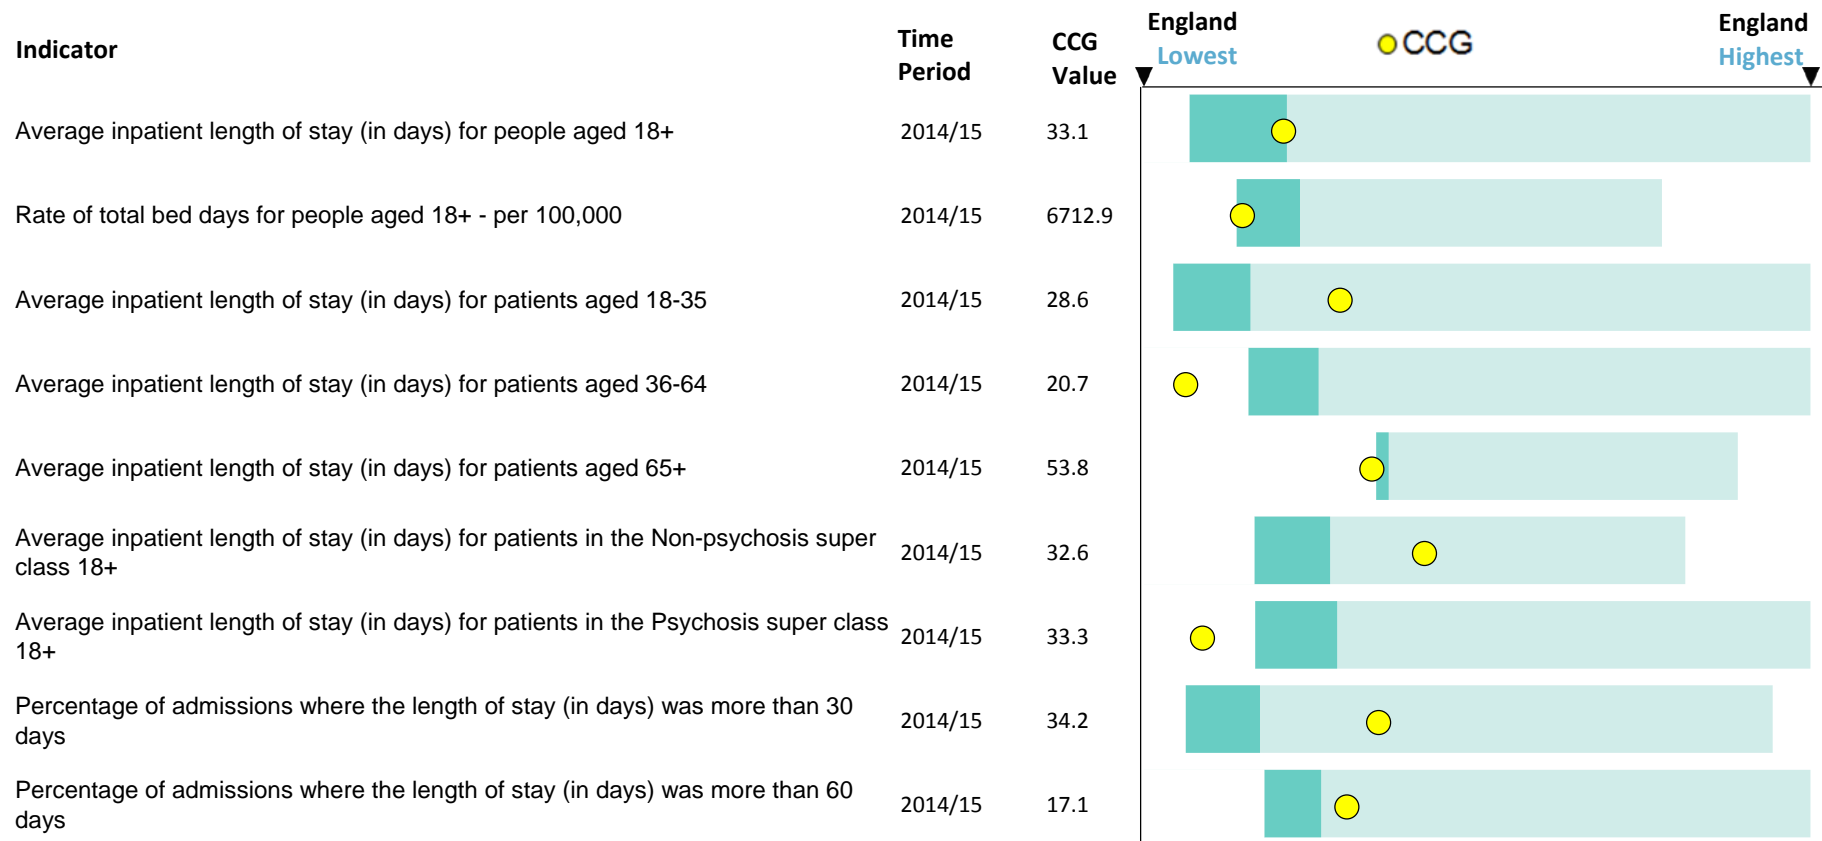 Indicator
Time
Period
CCG
Value
England
Lowest
CCG
England
Highest
Average inpatient length of stay (in days) for people aged 18+ 2014/15 33.1
Rate of total bed days for people aged 18+ - per 100,000 2014/15 6712.9
Average inpatient length of stay (in days) for patients aged 18-35 2014/15 28.6
Average inpatient length of stay (in days) for patients aged 36-64 2014/15 20.7
Average inpatient length of stay (in days) for patients aged 65+ 2014/15 53.8
Average inpatient length of stay (in days) for patients in the Non-psychosis super
class 18+
2014/15 32.6
Average inpatient length of stay (in days) for patients in the Psychosis super class
18+
2014/15 33.3
Percentage of admissions where the length of stay (in days) was more than 30
days
2014/15 34.2
Percentage of admissions where the length of stay (in days) was more than 60
days
2014/15 17.1